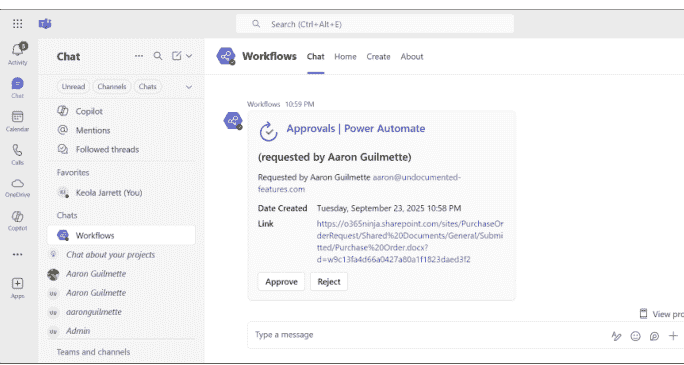 Search (Ctrl+Alt+E)
Activity
Chat
Calendar
Calls
OneDrive
Copilot
Apps
Chat
Unread
Channels
Chats
Copilot
Mentions
Followed threads
Favorites
Keola Jarrett (You)
Chats
Workflows
Chat about your projects
Aaron Guilmette
Aaron Guilmette
aaronguilmette
Admin
Teams and channels
Workflows Chat Home Create About
Workflows 10:59 PM
Approvals | Power Automate
(requested by Aaron Guilmette)
Requested by Aaron Guilmette aaron@undocumented-
features.com
Date Created Tuesday, September 23, 2025 10:58 PM
Link https://o365ninja.sharepoint.com/sites/PurchaseOr
derRequest/Shared%20Documents/General/Submi
tted/Purchase%20Order.docx?
d=w9c13fa4d66a0427a80a1f1823daed3f2
Approve Reject
View pro
Type a message